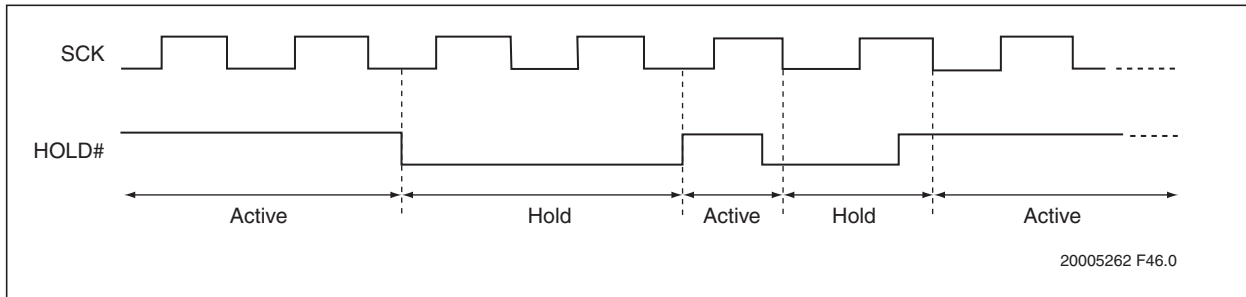 SCK
HOLD#
Active
Hold
Active
Hold
Active
20005262 F46.0